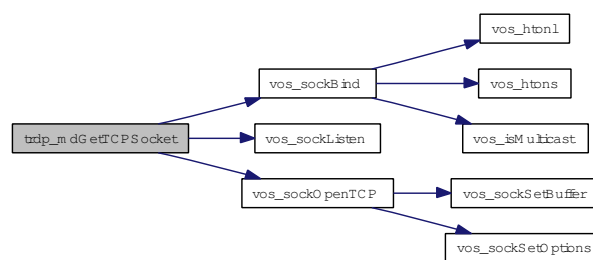 trdp_mdGetTCPSocket
vos_sockBind
vos_htonl
vos_htons
vos_isMulticast
vos_sockListen
vos_sockOpenTCP
vos_sockSetBuffer
vos_sockSetOptions